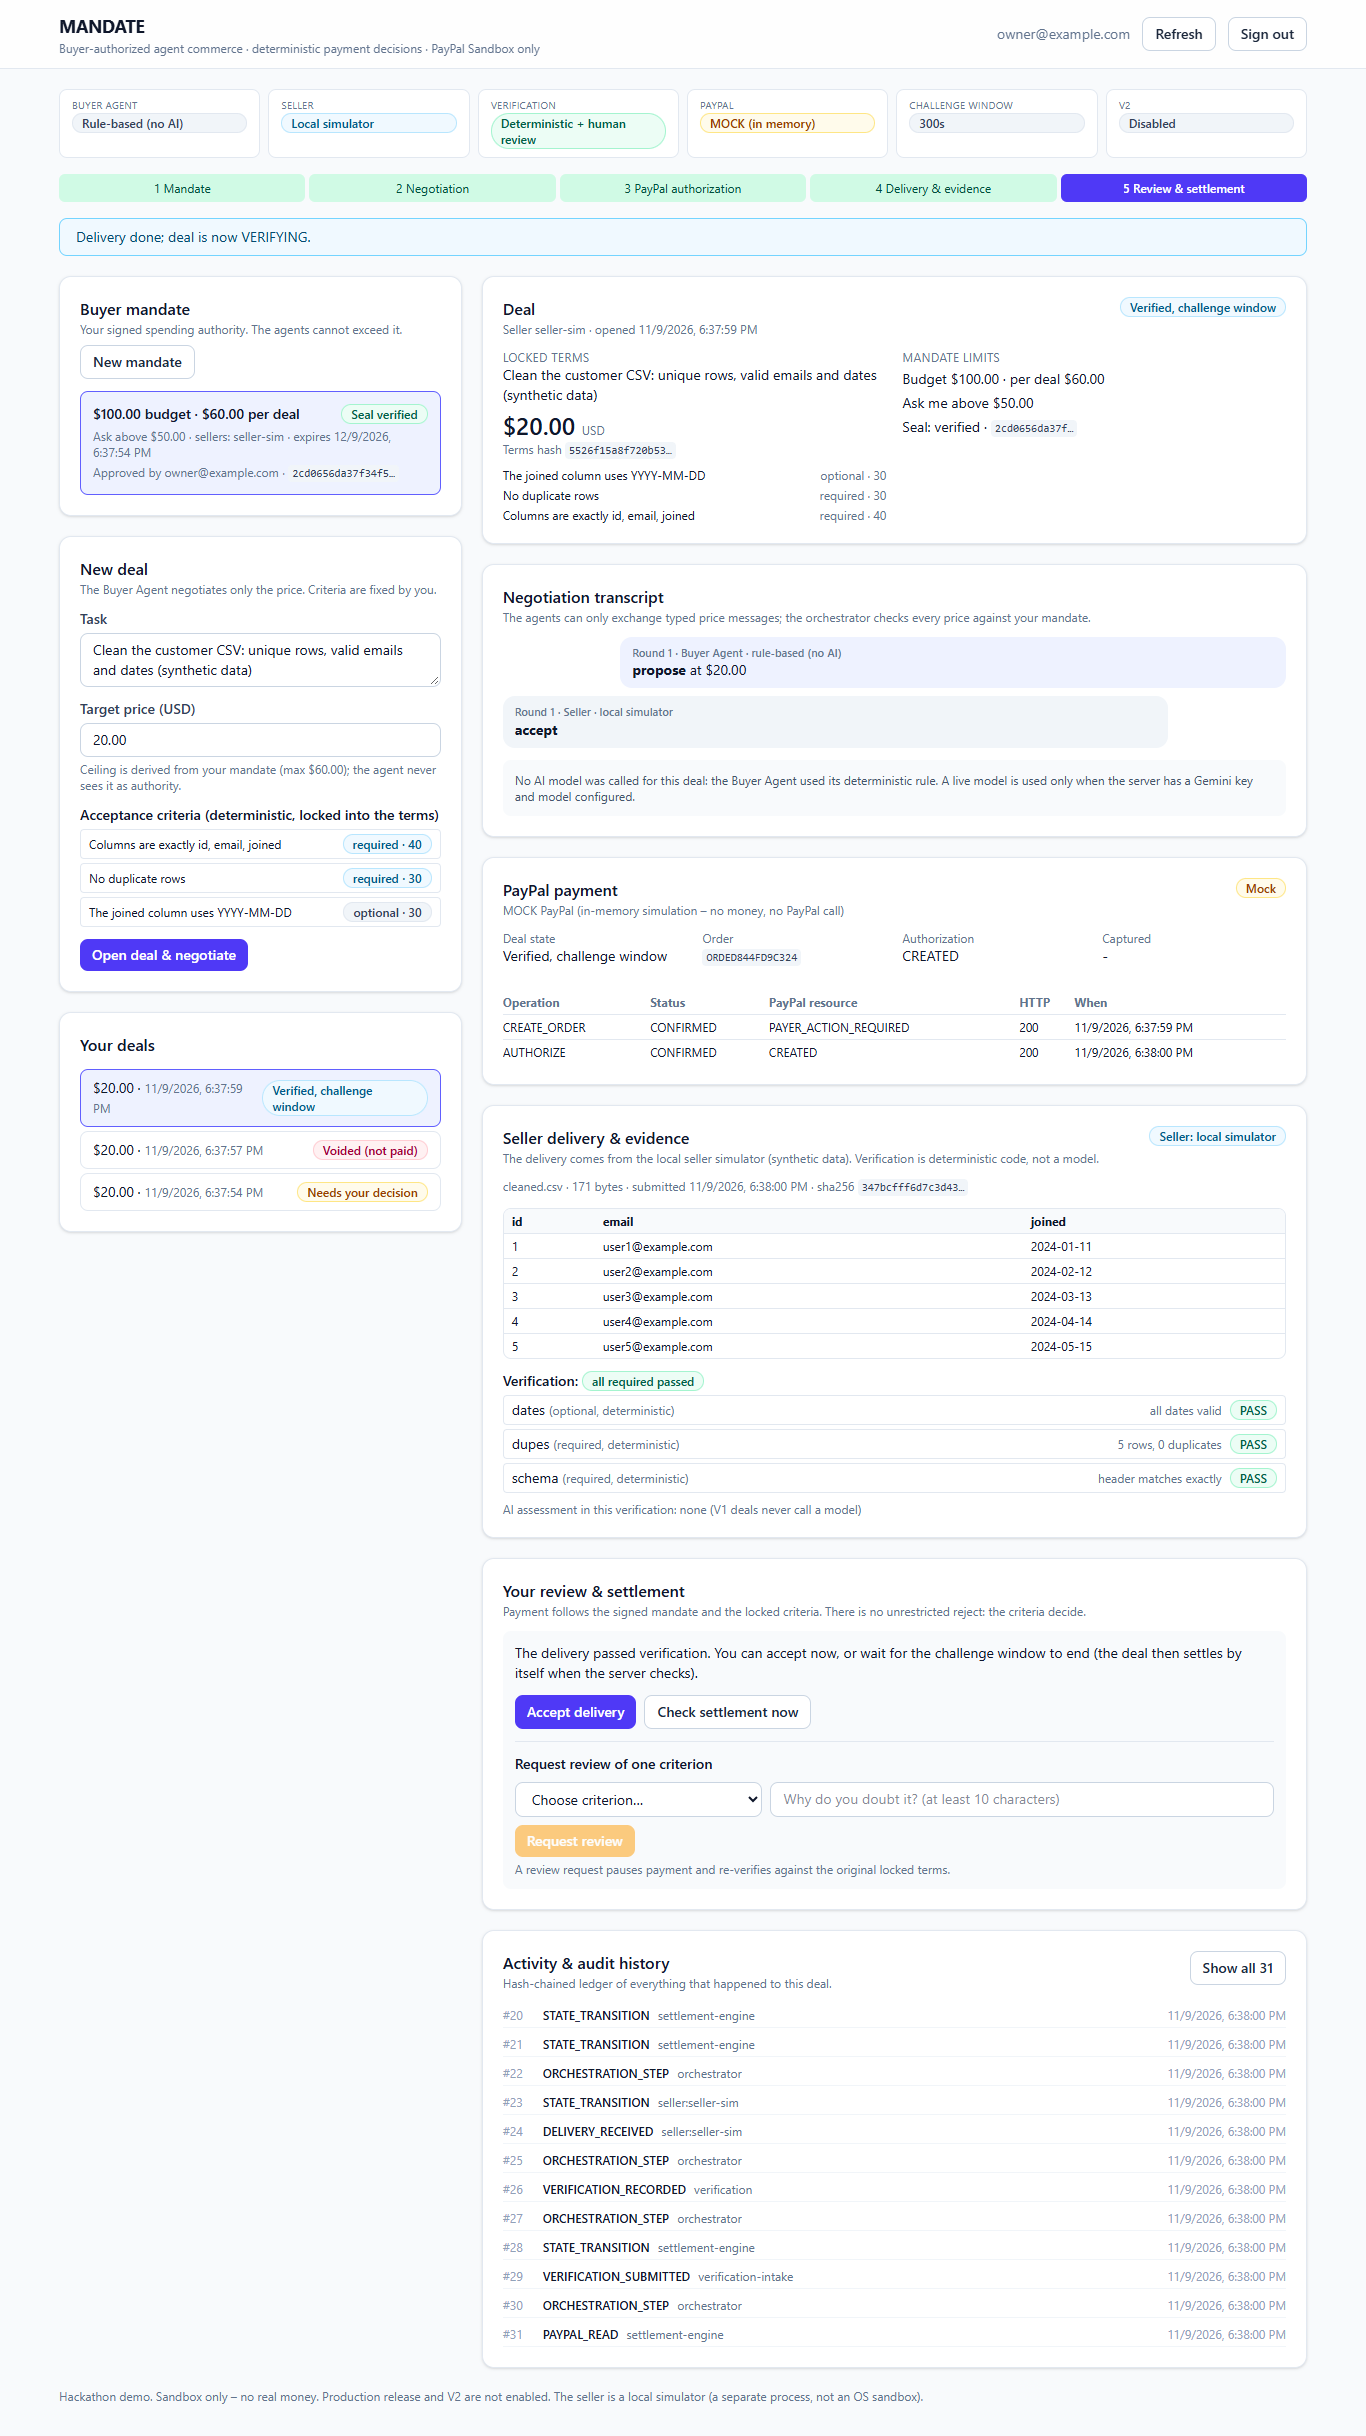 MANDATE
Buyer-authorized agent commerce · deterministic payment decisions · PayPal Sandbox only
owner@example.com
Refresh
Sign out
BUYER AGENT
Rule-based (no AI)
SELLER
Local simulator
VERIFICATION
Deterministic + human
review
PAYPAL
MOCK (in memory)
CHALLENGE WINDOW
300s
V2
Disabled
1 Mandate
2 Negotiation
3 PayPal authorization
4 Delivery & evidence
5 Review & settlement
Delivery done; deal is now VERIFYING.
Buyer mandate
Your signed spending authority. The agents cannot exceed it.
New mandate
$100.00 budget · $60.00 per deal
Seal verified
Ask above $50.00 · sellers: seller-sim · expires 12/9/2026,
6:37:54 PM
Approved by owner@example.com · 2cd0656da37f34f5…
New deal
The Buyer Agent negotiates only the price. Criteria are fixed by you.
Task
Clean the customer CSV: unique rows, valid emails
and dates (synthetic data)
Target price (USD)
20.00
Ceiling is derived from your mandate (max $60.00); the agent never
sees it as authority.
Acceptance criteria (deterministic, locked into the terms)
Columns are exactly id, email, joined
required · 40
No duplicate rows
required · 30
The joined column uses YYYY-MM-DD
optional · 30
Open deal & negotiate
Your deals
$20.00 · 11/9/2026, 6:37:59
PM
Verified, challenge
window
$20.00 · 11/9/2026, 6:37:57 PM
Voided (not paid)
$20.00 · 11/9/2026, 6:37:54 PM
Needs your decision
Deal
Verified, challenge window
Seller seller-sim · opened 11/9/2026, 6:37:59 PM
LOCKED TERMS
Clean the customer CSV: unique rows, valid emails and dates
(synthetic data)
$20.00 USD
Terms hash 5526f15a8f720b53…
The joined column uses YYYY-MM-DD
optional · 30
No duplicate rows
required · 30
Columns are exactly id, email, joined
required · 40
MANDATE LIMITS
Budget $100.00 · per deal $60.00
Ask me above $50.00
Seal: verified · 2cd0656da37f…
Negotiation transcript
The agents can only exchange typed price messages; the orchestrator checks every price against your mandate.
Round 1 · Buyer Agent · rule-based (no AI)
propose at $20.00
Round 1 · Seller · local simulator
accept
No AI model was called for this deal: the Buyer Agent used its deterministic rule. A live model is used only when the server has a Gemini key
and model configured.
PayPal payment
Mock
MOCK PayPal (in-memory simulation – no money, no PayPal call)
Deal state
Verified, challenge window
Order
ORDED844FD9C324
Authorization
CREATED
Captured
-
Operation Status PayPal resource HTTP When
CREATE_ORDER CONFIRMED PAYER_ACTION_REQUIRED 200 11/9/2026, 6:37:59 PM
AUTHORIZE CONFIRMED CREATED 200 11/9/2026, 6:38:00 PM
Seller delivery & evidence
Seller: local simulator
The delivery comes from the local seller simulator (synthetic data). Verification is deterministic code, not a model.
cleaned.csv · 171 bytes · submitted 11/9/2026, 6:38:00 PM · sha256 347bcfff6d7c3d43…
id email joined
1 user1@example.com 2024-01-11
2 user2@example.com 2024-02-12
3 user3@example.com 2024-03-13
4 user4@example.com 2024-04-14
5 user5@example.com 2024-05-15
Verification: all required passed
dates (optional, deterministic) all dates valid PASS
dupes (required, deterministic) 5 rows, 0 duplicates PASS
schema (required, deterministic) header matches exactly PASS
AI assessment in this verification: none (V1 deals never call a model)
Your review & settlement
Payment follows the signed mandate and the locked criteria. There is no unrestricted reject: the criteria decide.
The delivery passed verification. You can accept now, or wait for the challenge window to end (the deal then settles by
itself when the server checks).
Accept delivery
Check settlement now
Request review of one criterion
Choose criterion...
Why do you doubt it? (at least 10 characters)
Request review
A review request pauses payment and re-verifies against the original locked terms.
Activity & audit history
Show all 31
Hash-chained ledger of everything that happened to this deal.
#20 STATE_TRANSITION settlement-engine 11/9/2026, 6:38:00 PM
#21 STATE_TRANSITION settlement-engine 11/9/2026, 6:38:00 PM
#22 ORCHESTRATION_STEP orchestrator 11/9/2026, 6:38:00 PM
#23 STATE_TRANSITION seller:seller-sim 11/9/2026, 6:38:00 PM
#24 DELIVERY_RECEIVED seller:seller-sim 11/9/2026, 6:38:00 PM
#25 ORCHESTRATION_STEP orchestrator 11/9/2026, 6:38:00 PM
#26 VERIFICATION_RECORDED verification 11/9/2026, 6:38:00 PM
#27 ORCHESTRATION_STEP orchestrator 11/9/2026, 6:38:00 PM
#28 STATE_TRANSITION settlement-engine 11/9/2026, 6:38:00 PM
#29 VERIFICATION_SUBMITTED verification-intake 11/9/2026, 6:38:00 PM
#30 ORCHESTRATION_STEP orchestrator 11/9/2026, 6:38:00 PM
#31 PAYPAL_READ settlement-engine 11/9/2026, 6:38:00 PM
Hackathon demo. Sandbox only – no real money. Production release and V2 are not enabled. The seller is a local simulator (a separate process, not an OS sandbox).